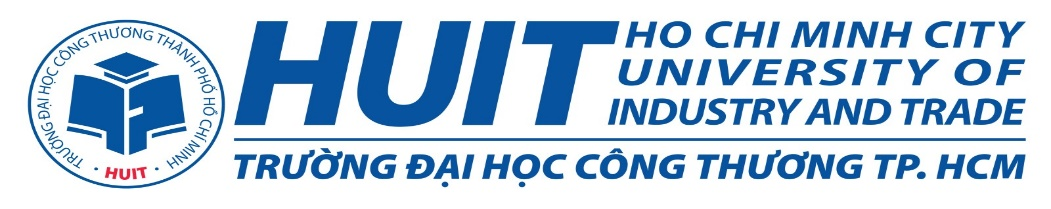 TRƯỜNG ĐẠI HỌC CÔNG THƯƠNG THÀNH PHỐ HỒ CHÍ MINH
HUIT
HUIT
HO CHI MINH CITY
UNIVERSITY OF
INDUSTRY AND TRADE
TRƯỜNG ĐẠI HỌC CÔNG THƯƠNG TP. HCM